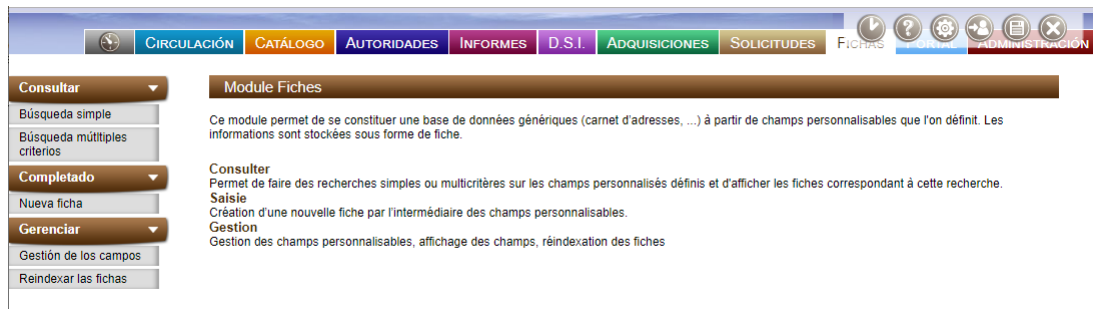 Circulación Catálogo Autoridades Informes D.S.I. Adquisiciones Solicitudes Fichas Portal Administración
Consultar
Búsqueda simple
Búsqueda múltitiples
criterios
Completado
Nueva ficha
Gerenciar
Gestión de los campos
Reindexar las fichas
Module Fiches
Ce module permet de se constituer une base de données génériques (carnet d'adresses, ...) à partir de champs personnalisables que l'on définit. Les
informations sont stockées sous forme de fiche.
Consulter
Permet de faire des recherches simples ou multicritères sur les champs personnalisés définis et d'afficher les fiches correspondant à cette recherche.
Saisie
Création d'une nouvelle fiche par l'intermédiaire des champs personnalisables.
Gestion
Gestion des champs personnalisables, affichage des champs, réindexation des fiches